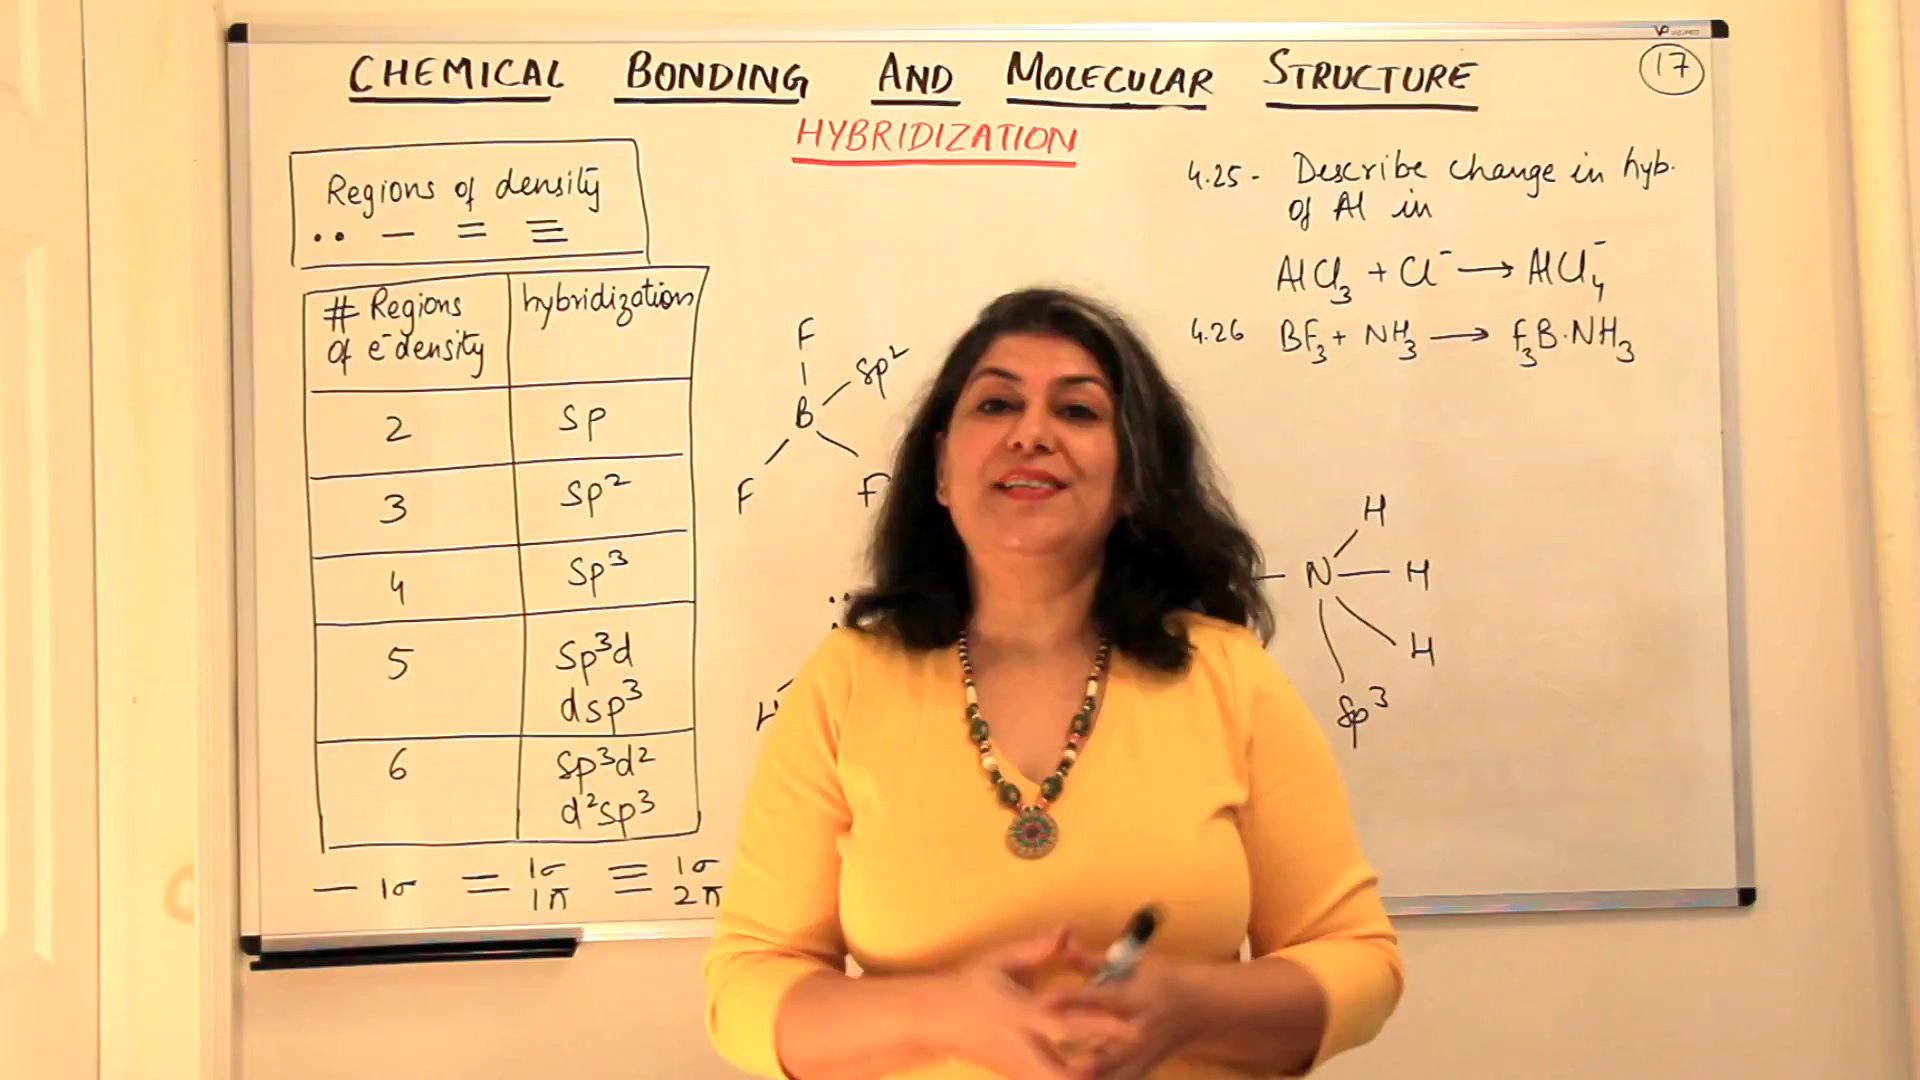 CHEMICAL BONDING AND MOLECULAR STRUCTURE
17
HYBRIDIZATION
Regions of density
•• — = ≡
# Regions of e⁻density
hybridization
2
sp
3
sp²
4
sp³
5
sp³d
dsp³
6
sp³d²
d²sp³
— 1σ = 1σ 1π ≡ 1σ 2π
F
B
sp²
F
F
H
4.25 - Describe change in hyb.
of Al in
AlCl₃ + Cl⁻ → AlCl₄⁻
4.26 BF₃ + NH₃ → F₃B·NH₃
H
N — H
H
sp³